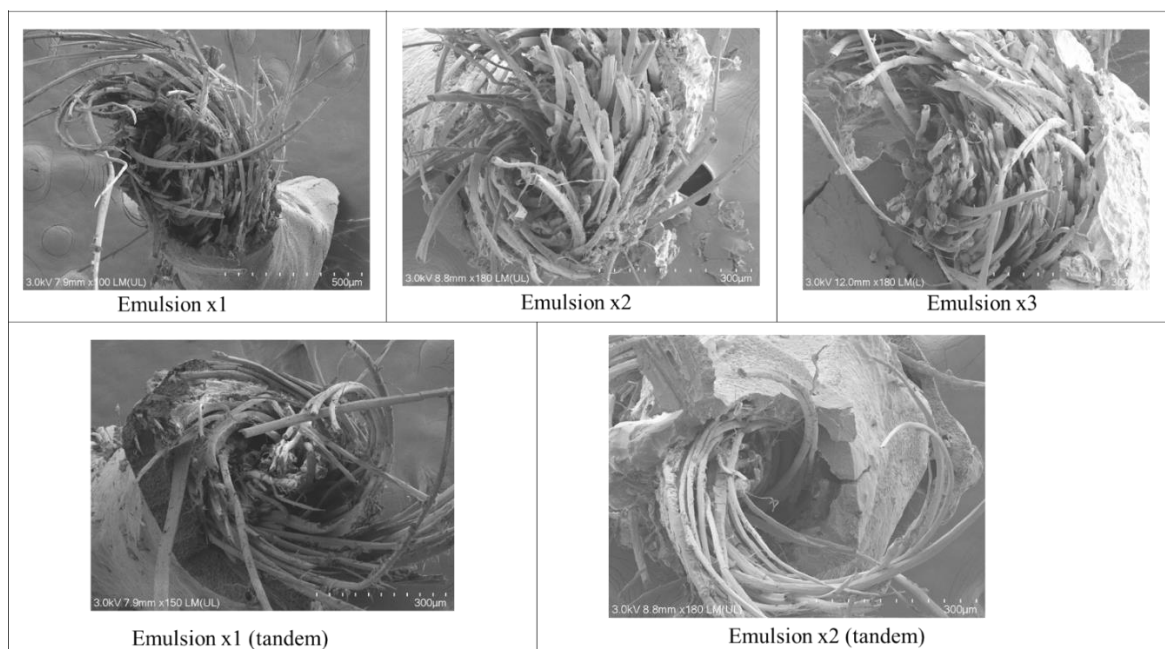 3.0kV 7.9mm x100 LM(UL) 500µm
Emulsion x1
3.0kV 8.8mm x180 LM(UL) 300µm
Emulsion x2
3.0kV 12.0mm x180 LM(L) 300µm
Emulsion x3
3.0kV 7.9mm x150 LM(UL) 300µm
Emulsion x1 (tandem)
3.0kV 8.8mm x180 LM(UL) 300µm
Emulsion x2 (tandem)